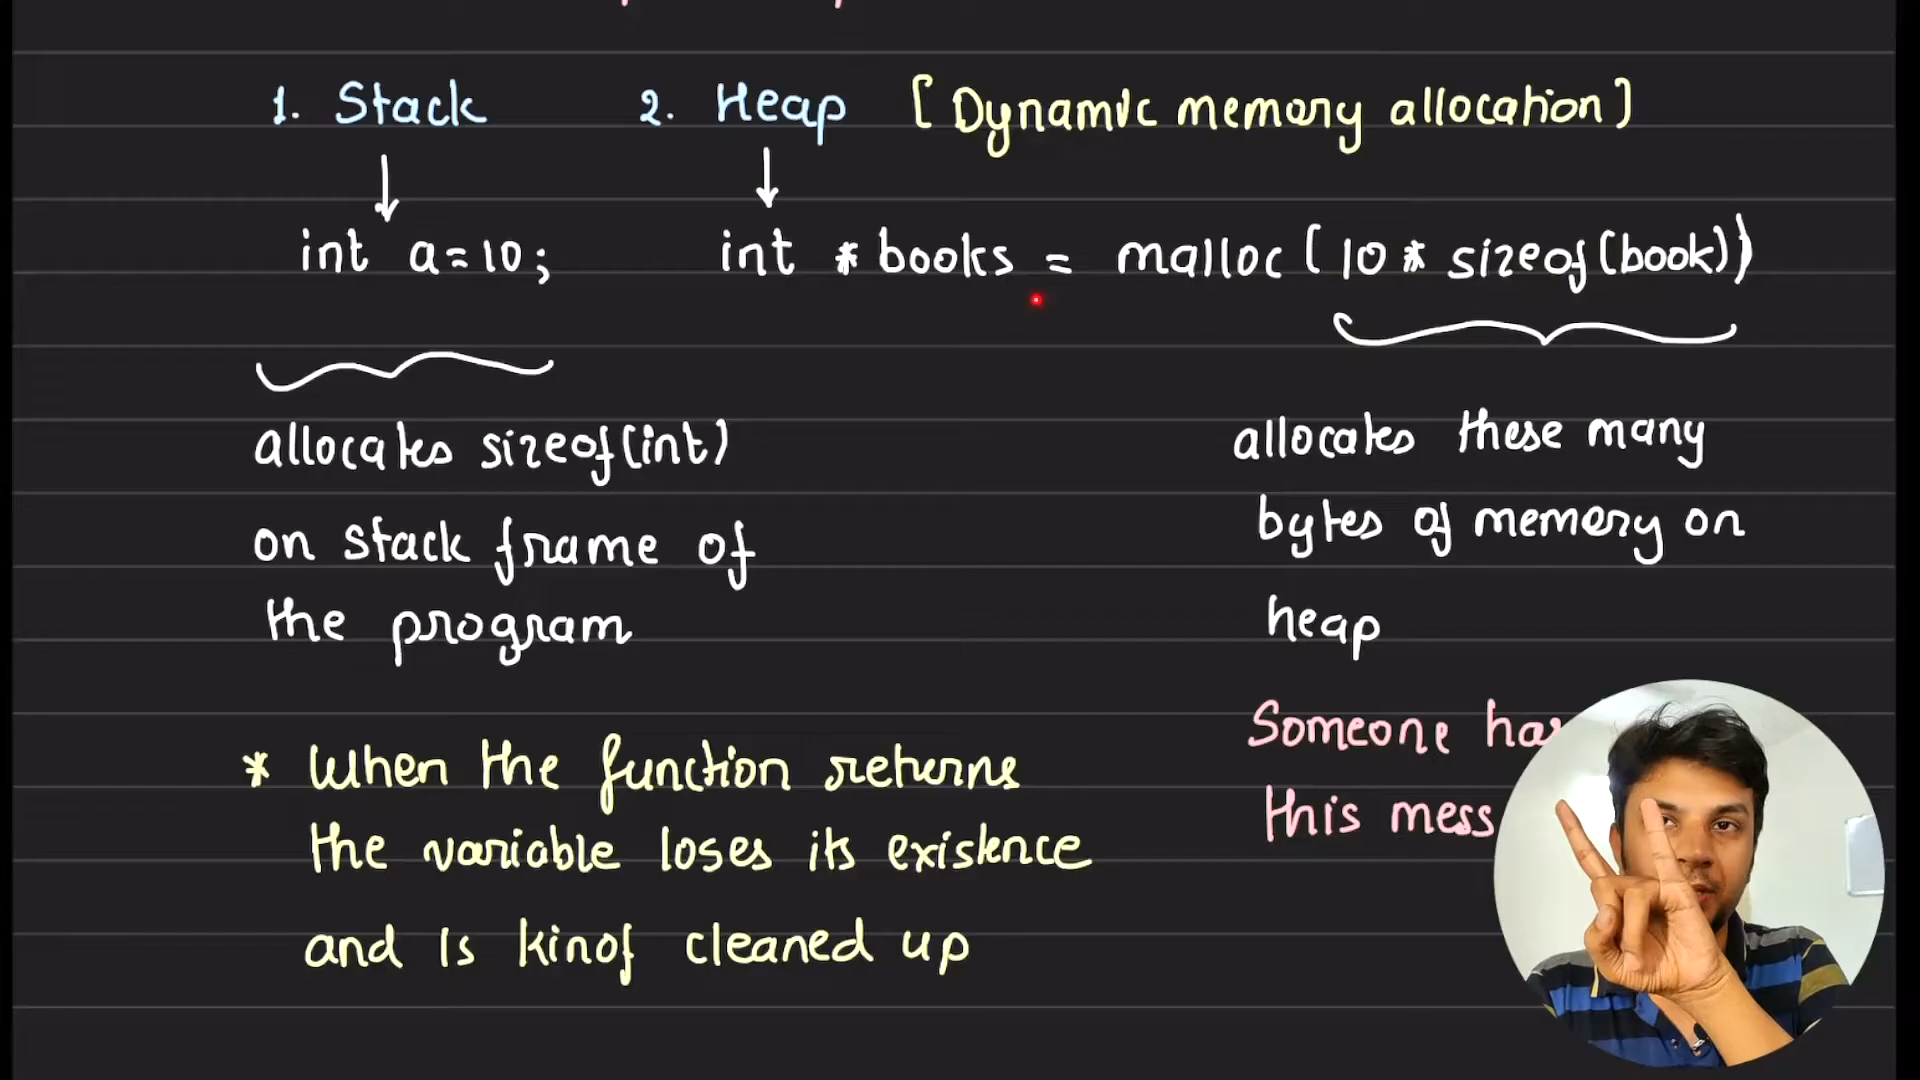 1. Stack 2. Heap [Dynamic memory allocation]
int a=10; int * books = malloc(10 * sizeof(book))
allocates sizeof(int)
on stack frame of
the program
allocates these many
bytes of memory on
heap
* When the function returns
the variable loses its existence
and is kinof cleaned up
Someone
this mess